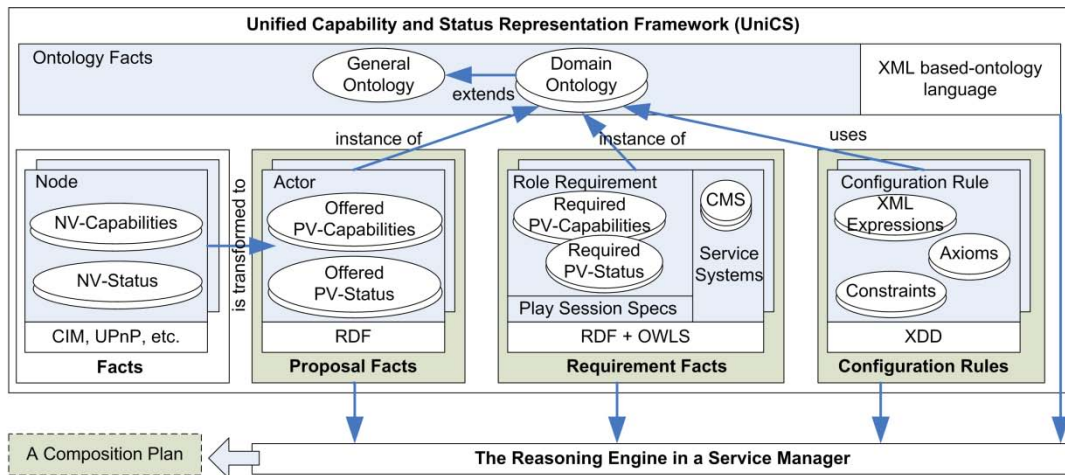 Unified Capability and Status Representation Framework (UniCS)
Ontology Facts
General
Ontology
extends
Domain
Ontology
XML based-ontology
language
instance of
instance of
uses
Node
NV-Capabilities
NV-Status
CIM, UPnP, etc.
Facts
is transformed to
Actor
Offered
PV-Capabilities
Offered
PV-Status
RDF
Proposal Facts
Role Requirement
Required
PV-Capabilities
Required
PV-Status
Play Session Specs
CMS
Service
Systems
RDF + OWLS
Requirement Facts
Configuration Rule
XML
Expressions
Axioms
Constraints
XDD
Configuration Rules
A Composition Plan
The Reasoning Engine in a Service Manager